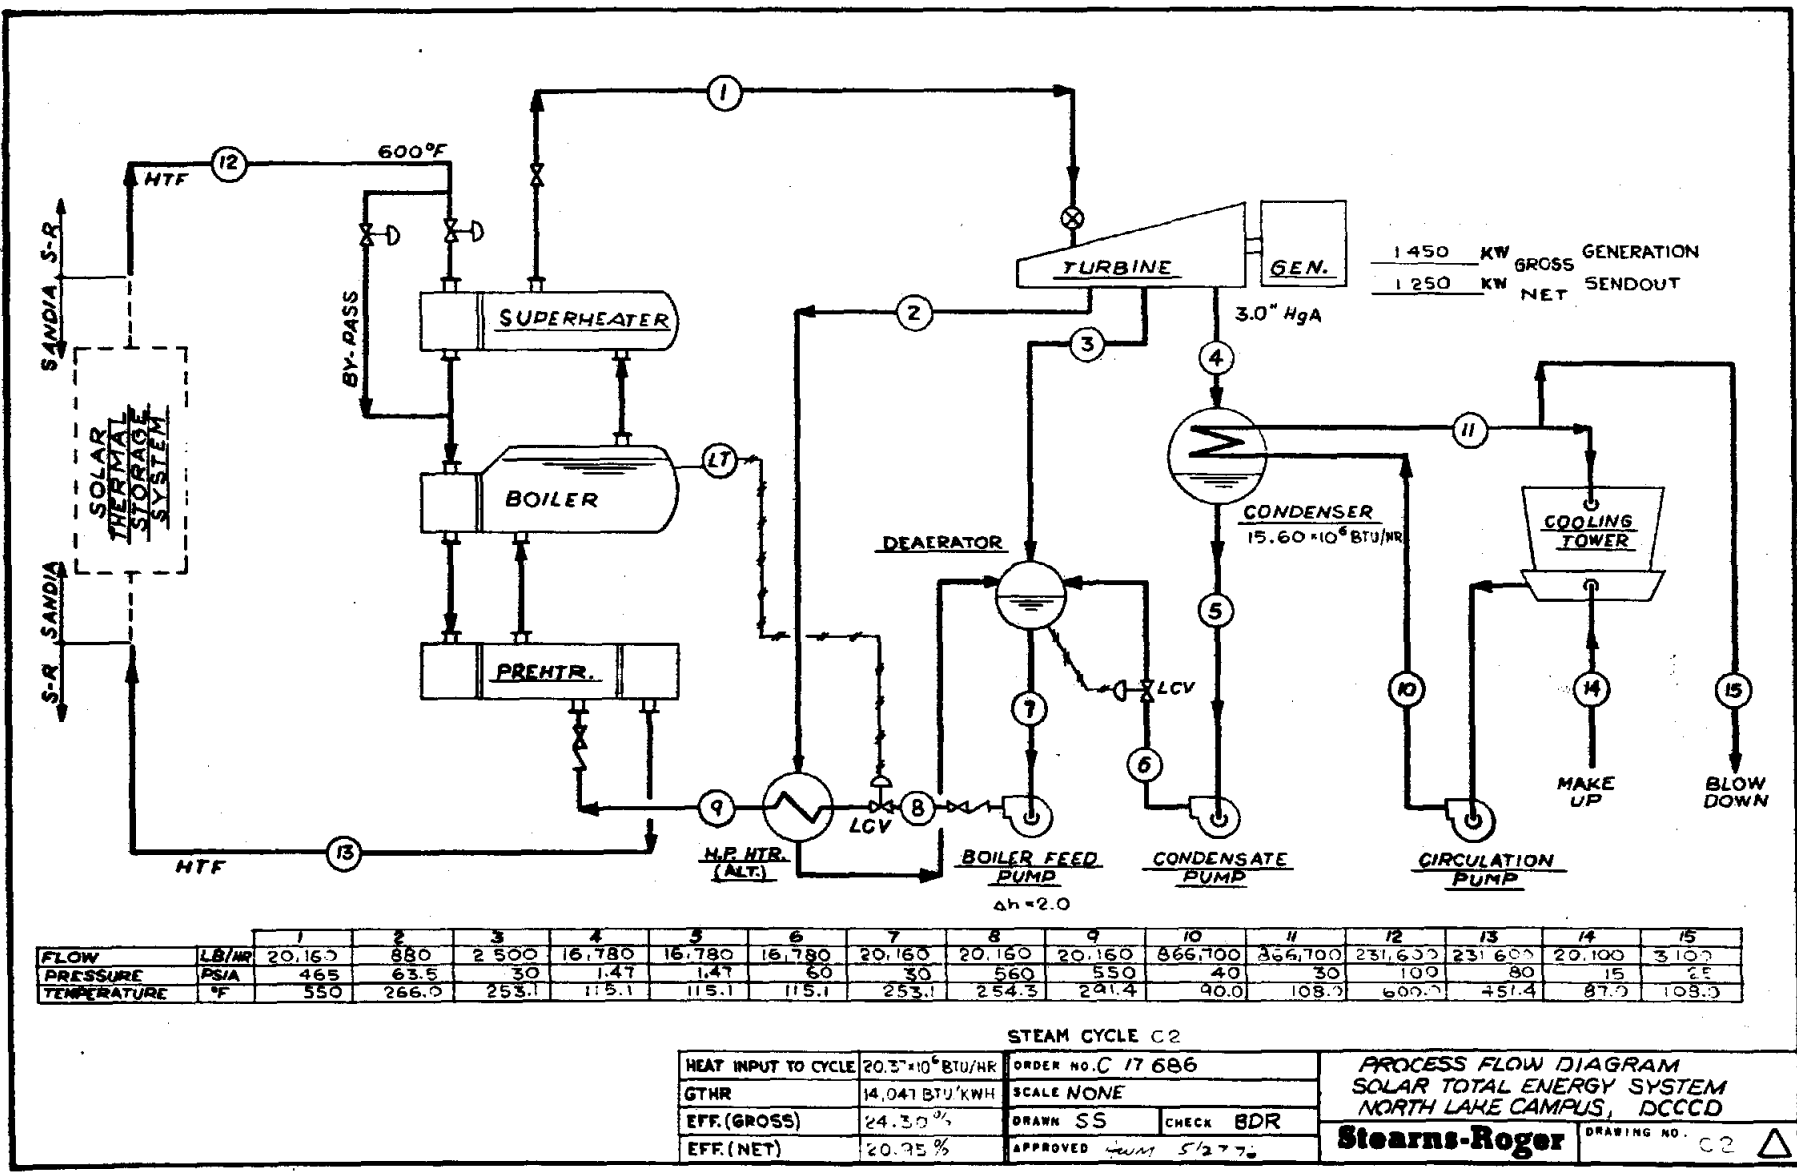 1
12
600°F
HTF
S-R
SANDIA
BY-PASS
SUPERHEATER
TURBINE
GEN.
1450 KW GROSS GENERATION
1250 KW NET SENDOUT
3.0" HgA
2
3
4
11
SOLAR
THERMAL
STORAGE
SYSTEM
LT
BOILER
CONDENSER
15.60×10⁶ BTU/HR
COOLING
TOWER
DEAERATOR
SANDIA
S-R
5
PREHTR.
LCV
7
10
14
15
6
MAKE
UP
BLOW
DOWN
9
8
LCV
13
HTF
H.P. HTR.
(ALT.)
BOILER FEED
PUMP
Δh=2.0
CONDENSATE
PUMP
CIRCULATION
PUMP
1 2 3 4 5 6 7 8 9 10 11 12 13 14 15
FLOW LB/HR 20,160 880 2500 16,780 16,780 16,780 20,160 20,160 20,160 866,700 866,700 231,600 231600 20,100 3100
PRESSURE PSIA 465 63.5 30 1.47 1.47 60 30 560 550 40 30 100 80 15
TEMPERATURE °F 550 266.0 253.1 115.1 115.1 115.1 253.1 254.3 291.4 90.0 108.0 600.0 451.4 87.0 108.0
STEAM CYCLE C2
HEAT INPUT TO CYCLE 20.37×10⁶ BTU/HR
GTHR 14,047 BTU/KWH
EFF. (GROSS) 24.30%
EFF. (NET) 20.95%
ORDER NO. C 17686
SCALE NONE
DRAWN SS CHECK BDR
APPROVED
PROCESS FLOW DIAGRAM
SOLAR TOTAL ENERGY SYSTEM
NORTH LAKE CAMPUS, DCCCD
Stearns-Roger
DRAWING NO. C2